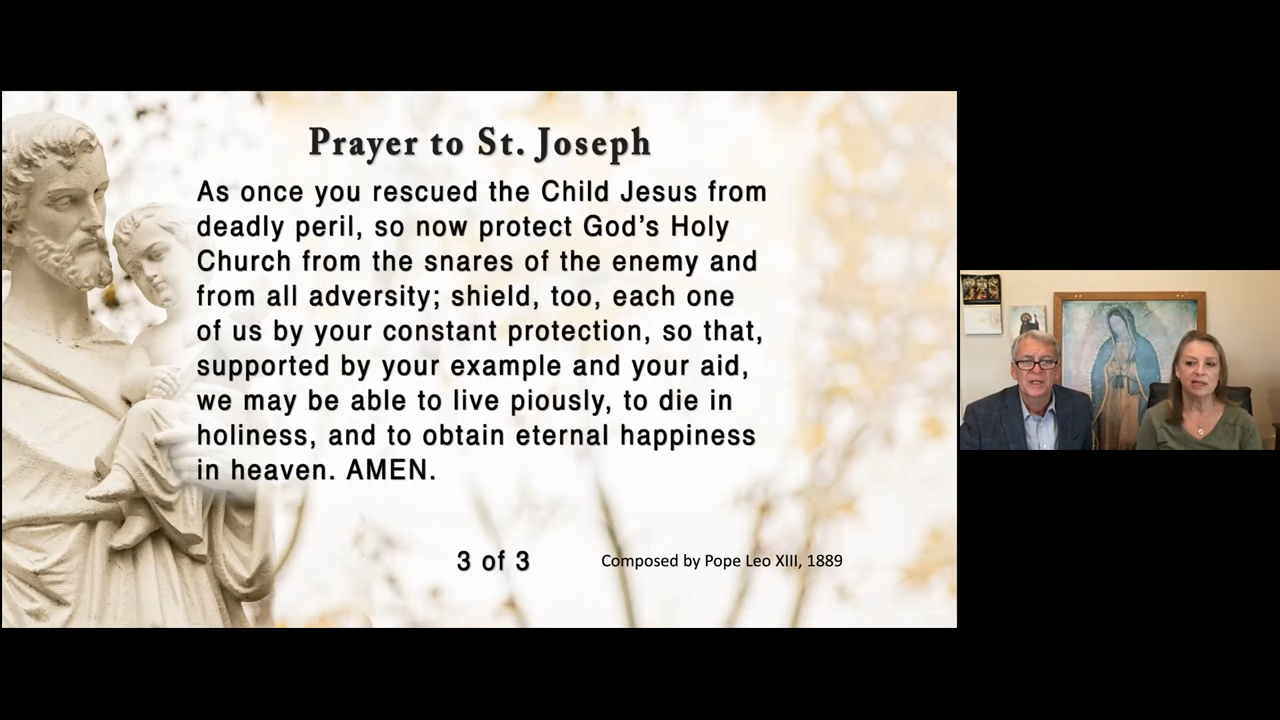 Prayer to St. Joseph
As once you rescued the Child Jesus from
deadly peril, so now protect God’s Holy
Church from the snares of the enemy and
from all adversity; shield, too, each one
of us by your constant protection, so that,
supported by your example and your aid,
we may be able to live piously, to die in
holiness, and to obtain eternal happiness
in heaven. AMEN.
3 of 3
Composed by Pope Leo XIII, 1889